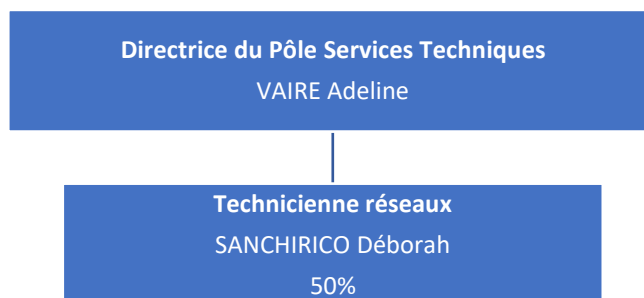 Directrice du Pôle Services Techniques
VAIRE Adeline
Technicienne réseaux
SANCHIRICO Déborah
50%